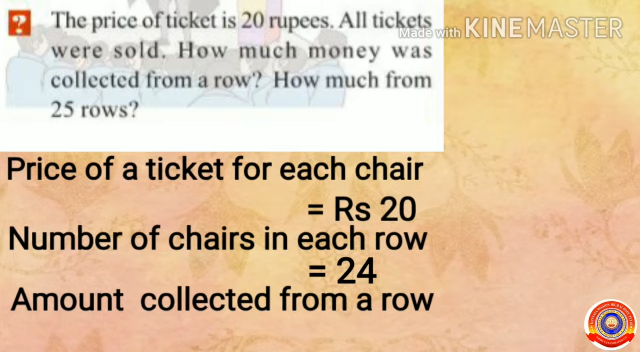 ? The price of ticket is 20 rupees. All tickets
Made with KINEMASTER
were sold. How much money was
collected from a row? How much from
25 rows?
Price of a ticket for each chair
= Rs 20
Number of chairs in each row
= 24
Amount collected from a row